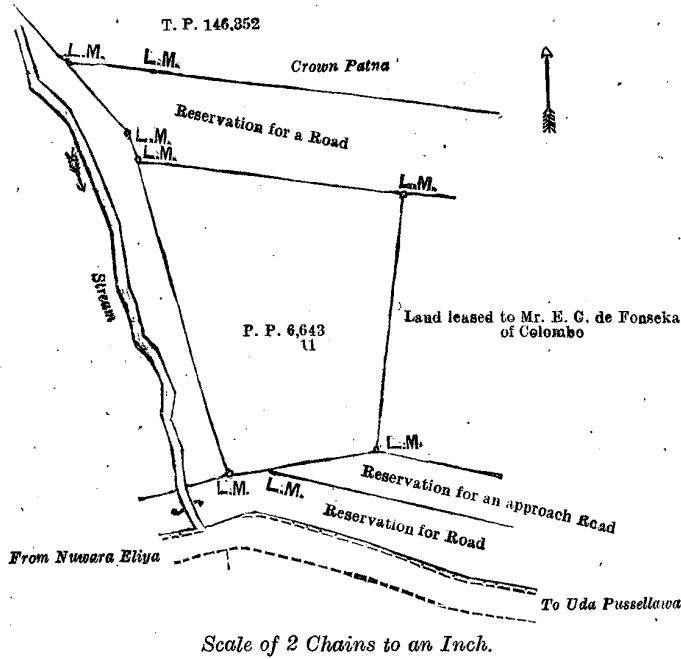 T. P. 146,352
L.M.
L.M.
Crown Patna
Reservation for a Road
L.M.
L.M.
L.M.
Stream
P. P. 6,643
11
Land leased to Mr. E. G. de Fonseka
of Colombo
L.M.
L.M.
L.M.
Reservation for an approach Road
Reservation for Road
From Nuwara Eliya
To Uda Pussellawa
Scale of 2 Chains to an Inch.